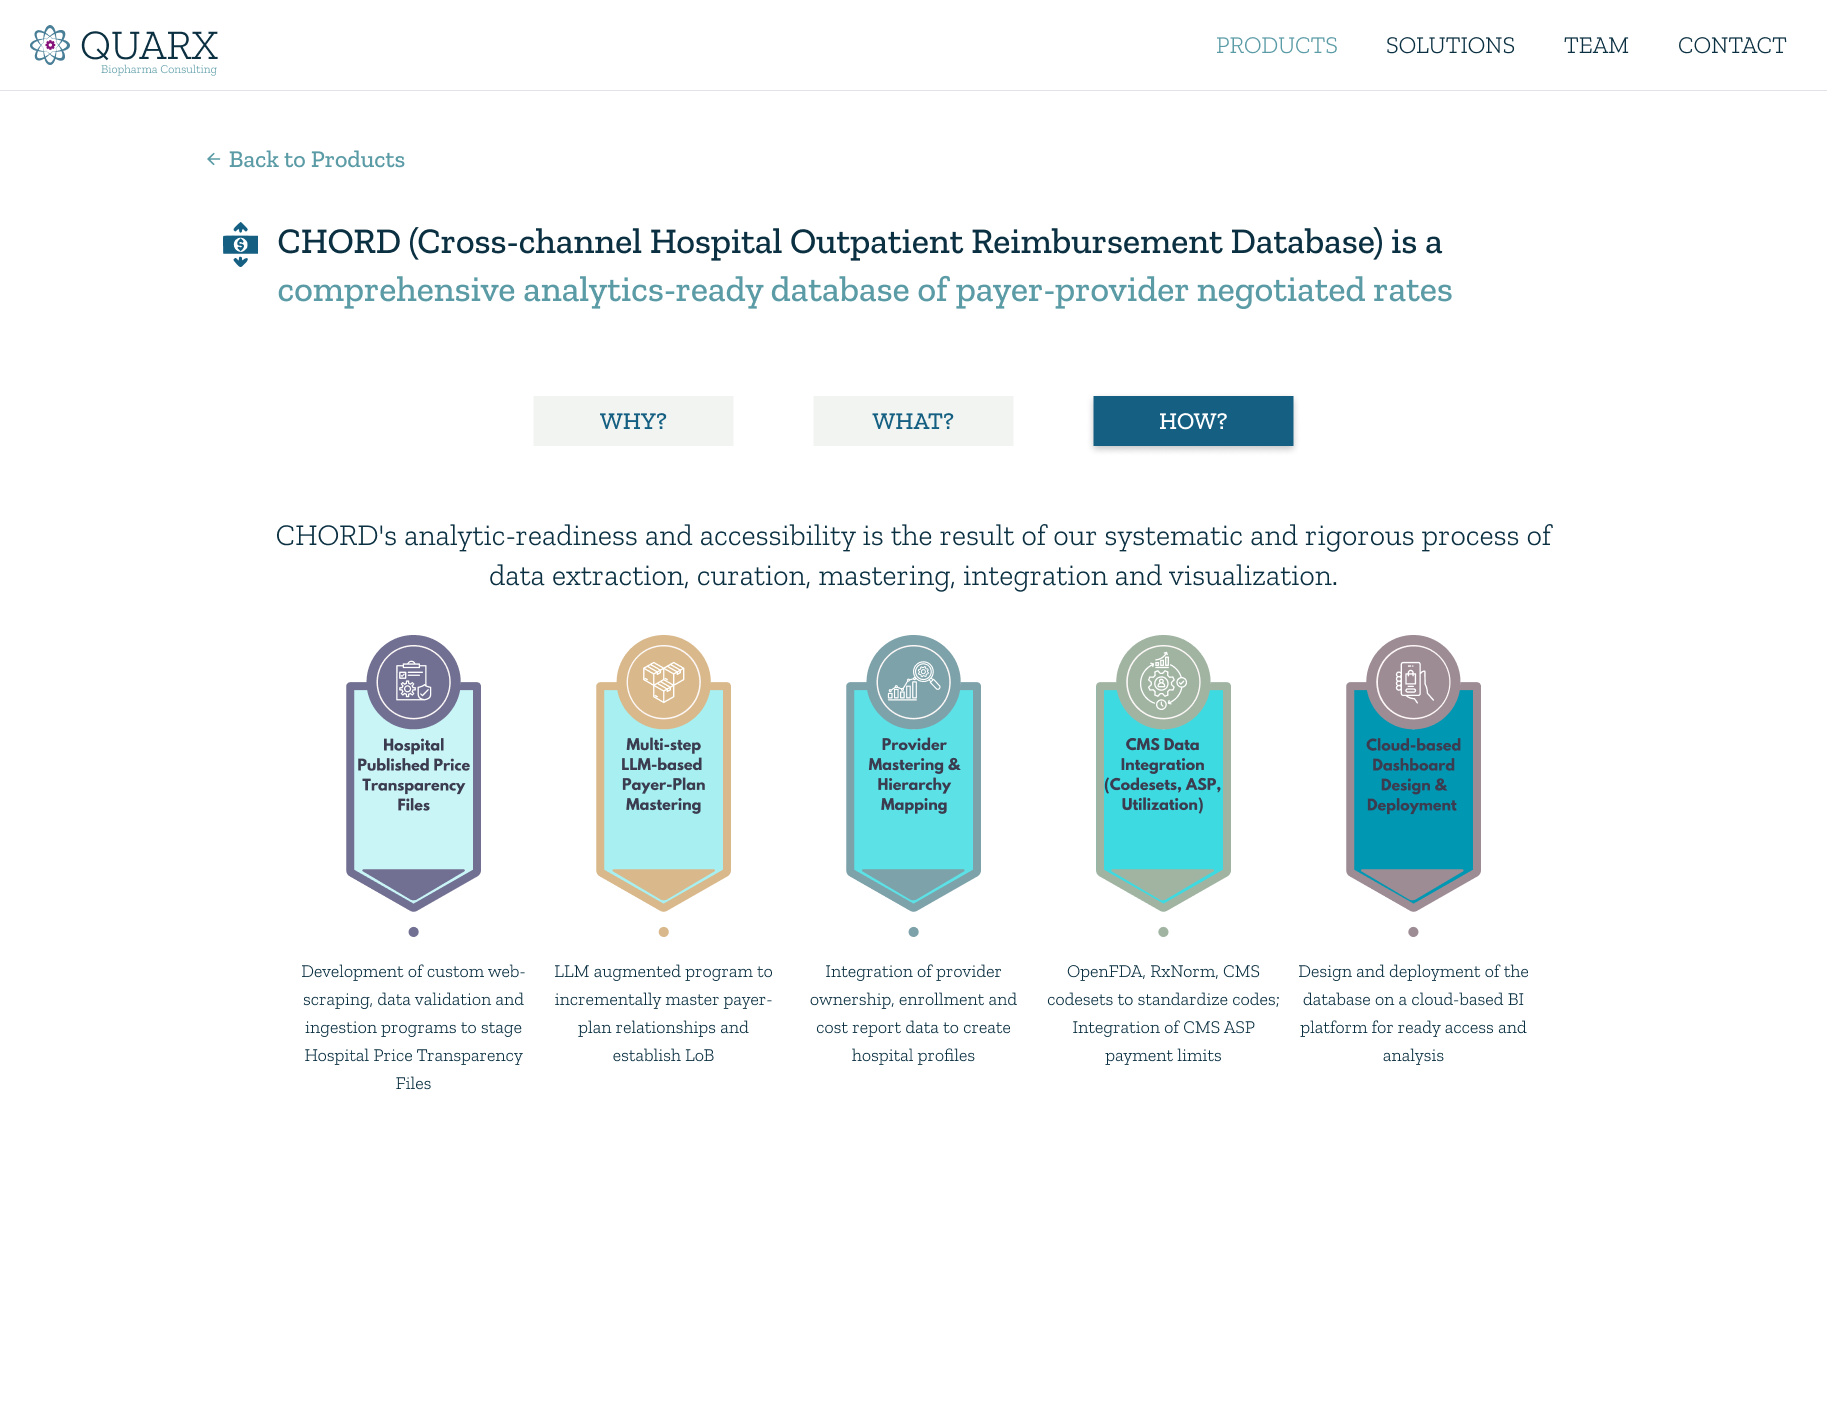 QUARX
Biopharma Consulting
PRODUCTS
SOLUTIONS
TEAM
CONTACT
← Back to Products
CHORD (Cross-channel Hospital Outpatient Reimbursement Database) is a
comprehensive analytics-ready database of payer-provider negotiated rates
WHY?
WHAT?
HOW?
CHORD's analytic-readiness and accessibility is the result of our systematic and rigorous process of
data extraction, curation, mastering, integration and visualization.
Hospital
Published Price
Transparency
Files
Development of custom web-
scraping, data validation and
ingestion programs to stage
Hospital Price Transparency
Files
Multi-step
LLM-based
Payer-Plan
Mastering
LLM augmented program to
incrementally master payer-
plan relationships and
establish LoB
Provider
Mastering &
Hierarchy
Mapping
Integration of provider
ownership, enrollment and
cost report data to create
hospital profiles
CMS Data
Integration
(Codesets, ASP,
Utilization)
OpenFDA, RxNorm, CMS
codesets to standardize codes;
Integration of CMS ASP
payment limits
Cloud-based
Dashboard
Design &
Deployment
Design and deployment of the
database on a cloud-based BI
platform for ready access and
analysis